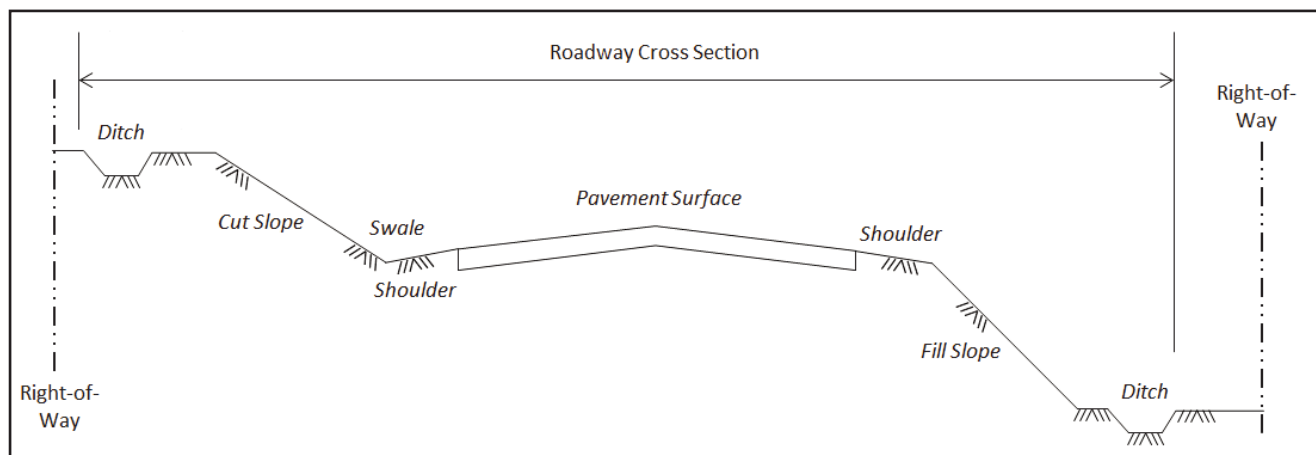 Roadway Cross Section
Right-of-
Way
Ditch
Pavement Surface
Cut Slope
Swale
Shoulder
Shoulder
Fill Slope
Right-of-
Way
Ditch